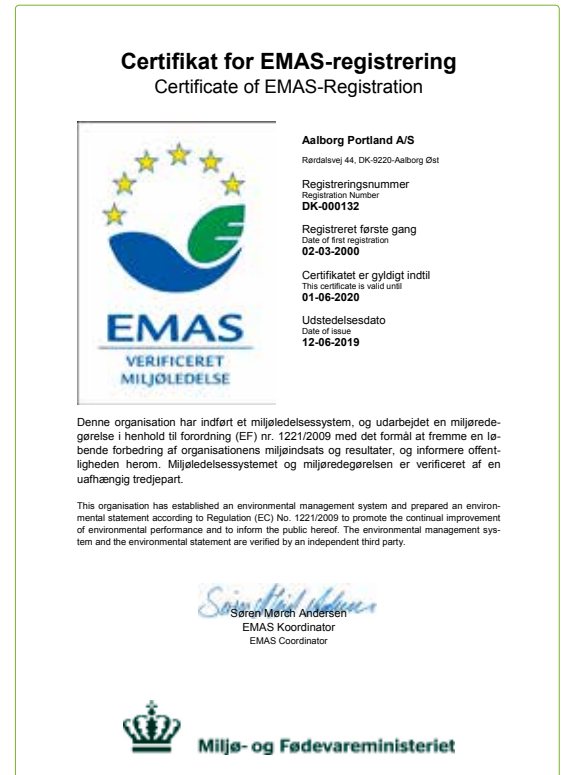 Certifikat for EMAS-registrering
Certificate of EMAS-Registration
EMAS
VERIFICERET
MILJØLEDELSE
Aalborg Portland A/S
Rørdalsvej 44, DK-9220-Aalborg Øst
Registreringsnummer
Registration Number
DK-000132
Registreret første gang
Date of first registration
02-03-2000
Certifikatet er gyldigt indtil
This certificate is valid until
01-06-2020
Udstedelsesdato
Date of issue
12-06-2019
Denne organisation har indført et miljøledelsessystem, og udarbejdet en miljørede-
gørelse i henhold til forordning (EF) nr. 1221/2009 med det formål at fremme en lø-
bende forbedring af organisationens miljøindsats og resultater, og informere offent-
ligheden herom. Miljøledelsessystemet og miljøredegørelsen er verificeret af en
uafhængig tredjepart.
This organisation has established an environmental management system and prepared an environ-
mental statement according to Regulation (EC) No. 1221/2009 to promote the continual improvement
of environmental performance and to inform the public hereof. The environmental management sys-
tem and the environmental statement are verified by an independent third party.
Søren Mørch Andersen
EMAS Koordinator
EMAS Coordinator
Miljø- og Fødevareministeriet